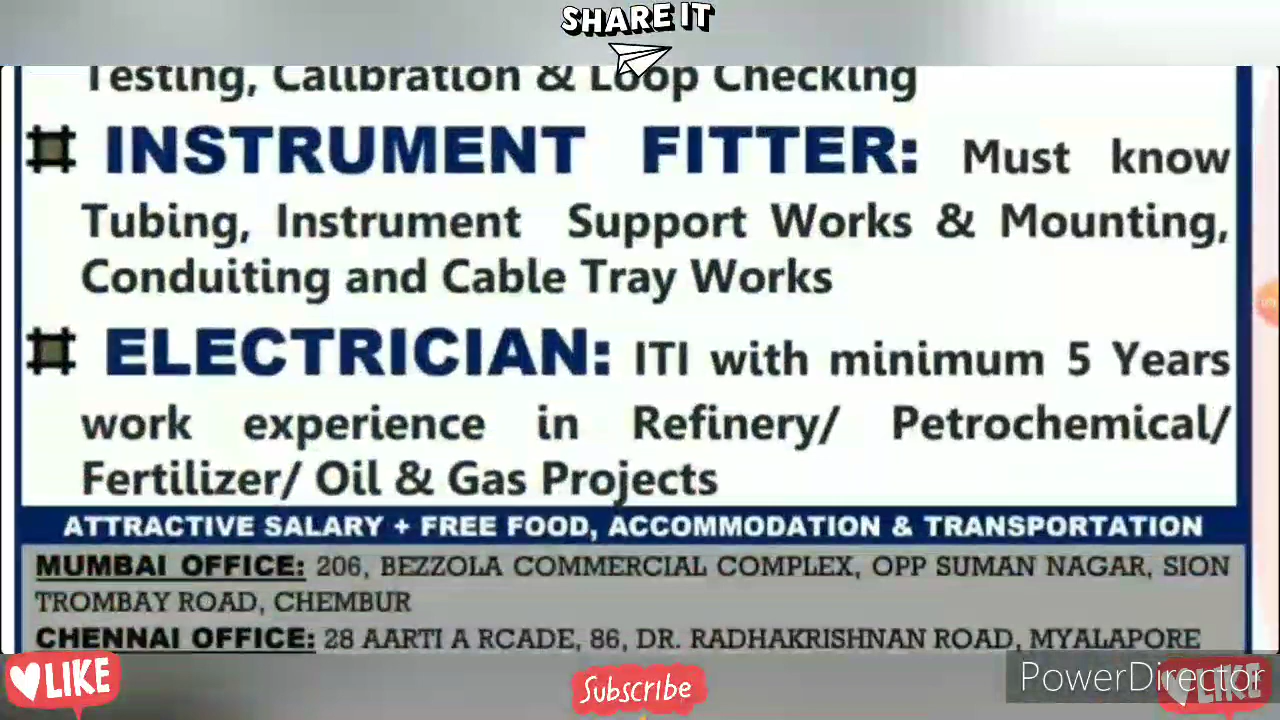 SHARE IT
Testing, Calibration & Loop Checking
INSTRUMENT FITTER: Must know
Tubing, Instrument Support Works & Mounting,
Conduiting and Cable Tray Works
ELECTRICIAN: ITI with minimum 5 Years
work experience in Refinery/ Petrochemical/
Fertilizer/ Oil & Gas Projects
ATTRACTIVE SALARY + FREE FOOD, ACCOMMODATION & TRANSPORTATION
MUMBAI OFFICE: 206, BEZZOLA COMMERCIAL COMPLEX, OPP SUMAN NAGAR, SION
TROMBAY ROAD, CHEMBUR
CHENNAI OFFICE: 28 AARTI A RCADE, 86, DR. RADHAKRISHNAN ROAD, MYALAPORE
LIKE
Subscribe
PowerDirector
LIKE